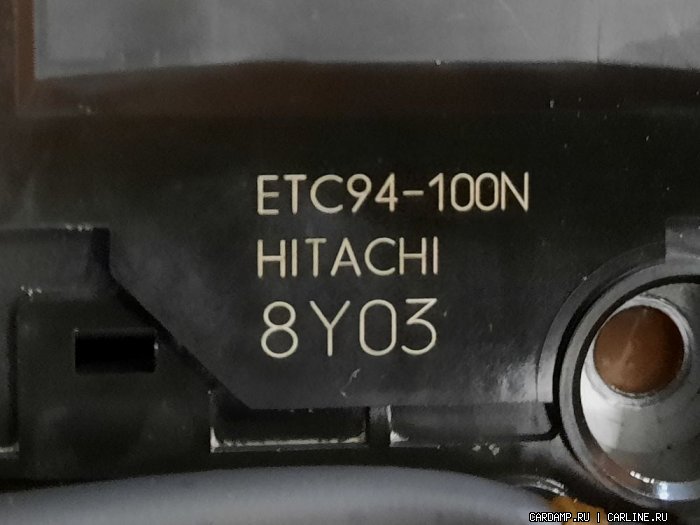 ETC94-100N
HITACHI
8Y03
CARDAMP.RU | CARLINE.RU